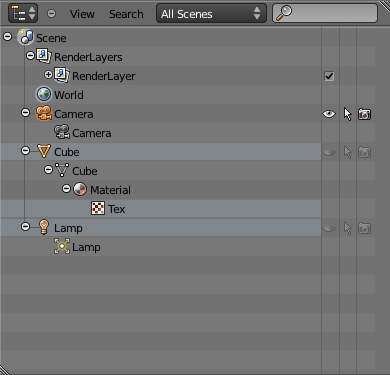 View Search All Scenes
Scene
RenderLayers
RenderLayer
World
Camera
Camera
Cube
Cube
Material
Tex
Lamp
Lamp